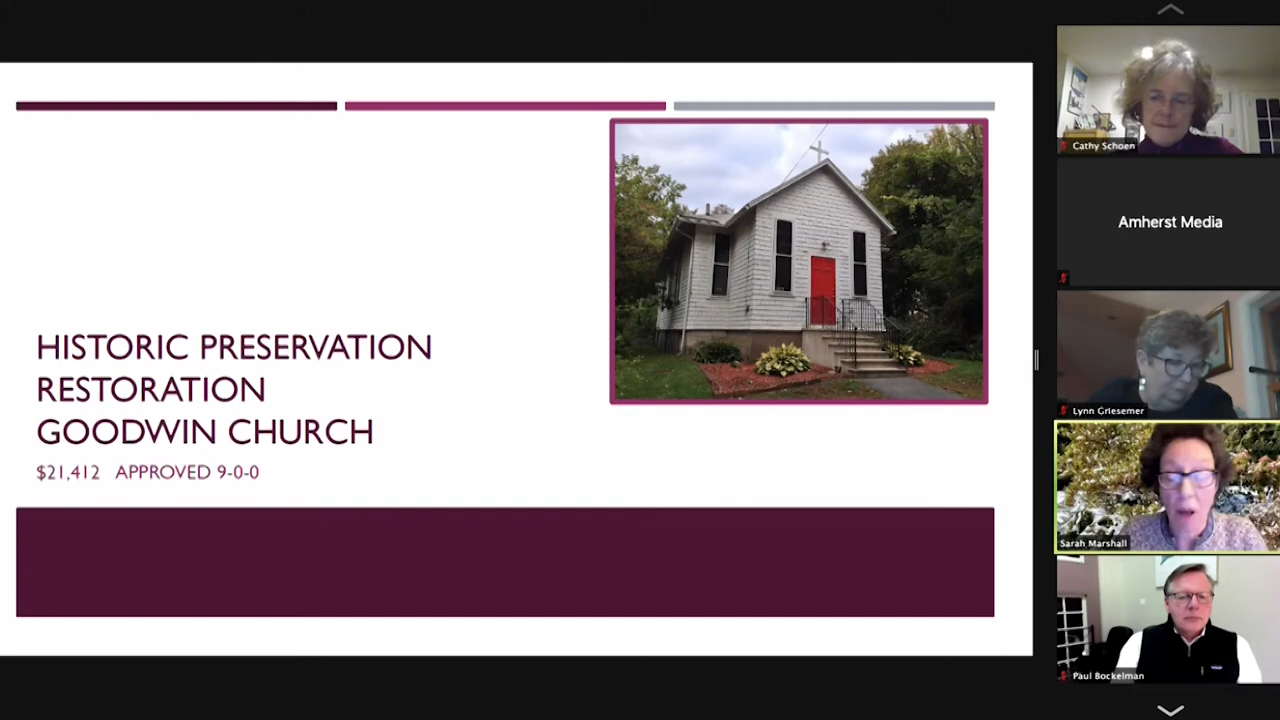 HISTORIC PRESERVATION
RESTORATION
GOODWIN CHURCH
$21,412 APPROVED 9-0-0
Cathy Schoen
Amherst Media
Lynn Griesemer
Sarah Marshall
Paul Bockelman